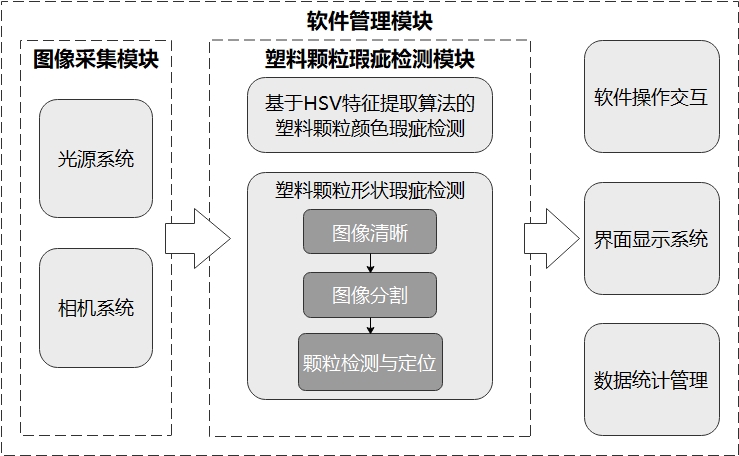 软件管理模块
图像采集模块
光源系统
相机系统
塑料颗粒瑕疵检测模块
基于HSV特征提取算法的
塑料颗粒颜色瑕疵检测
塑料颗粒形状瑕疵检测
图像清晰
图像分割
颗粒检测与定位
软件操作交互
界面显示系统
数据统计管理